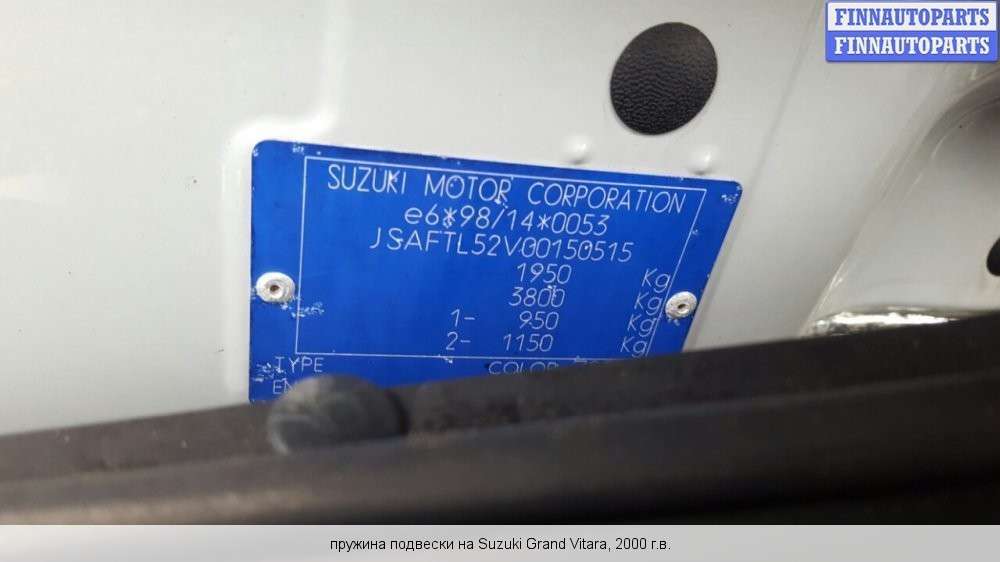 FINNAUTOPARTS
FINNAUTOPARTS
SUZUKI MOTOR CORPORATION
e6*98/14*0053
JSAFTL52V00150515
1950 Kg
3800 Kg
1- 950 Kg
2- 1150 Kg
TYPE COLOR
пружина подвески на Suzuki Grand Vitara, 2000 г.в.